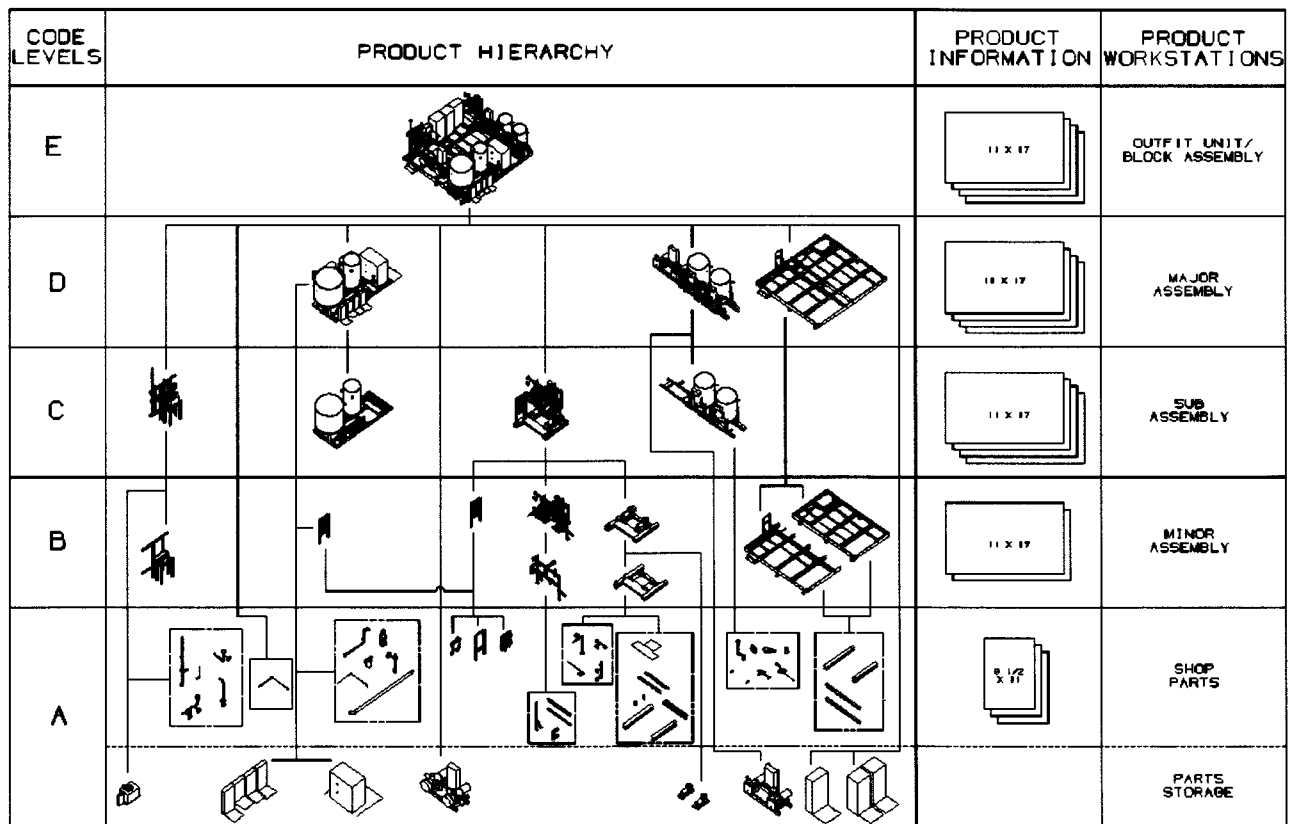 CODE
LEVELS
PRODUCT HIERARCHY
PRODUCT
INFORMATION
PRODUCT
WORKSTATIONS
E
11 X 17
OUTFIT UNIT/
BLOCK ASSEMBLY
D
11 X 17
MAJOR
ASSEMBLY
C
11 X 17
SUB
ASSEMBLY
B
11 X 17
MINOR
ASSEMBLY
A
8 1/2
X 11
SHOP
PARTS
PARTS
STORAGE